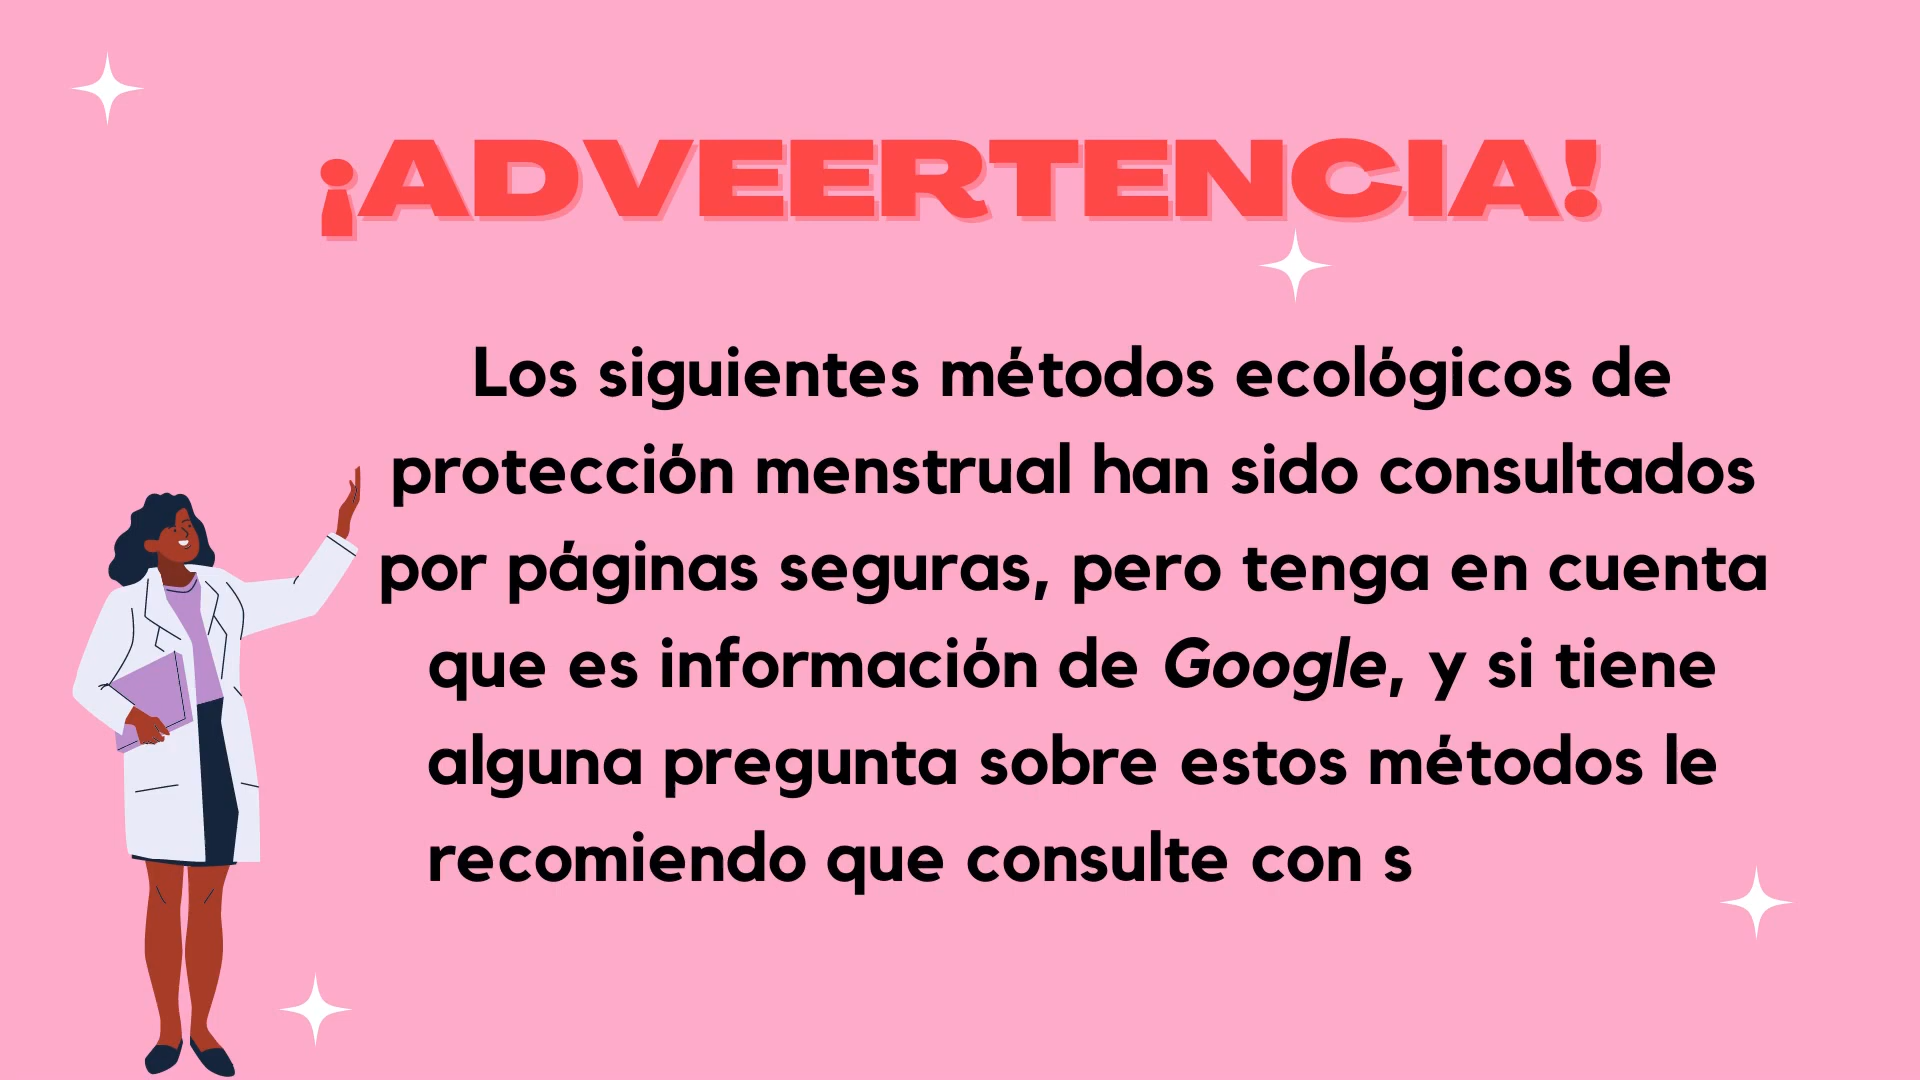 ¡ADVEERTENCIA!
Los siguientes métodos ecológicos de
protección menstrual han sido consultados
por páginas seguras, pero tenga en cuenta
que es información de Google, y si tiene
alguna pregunta sobre estos métodos le
recomiendo que consulte con s